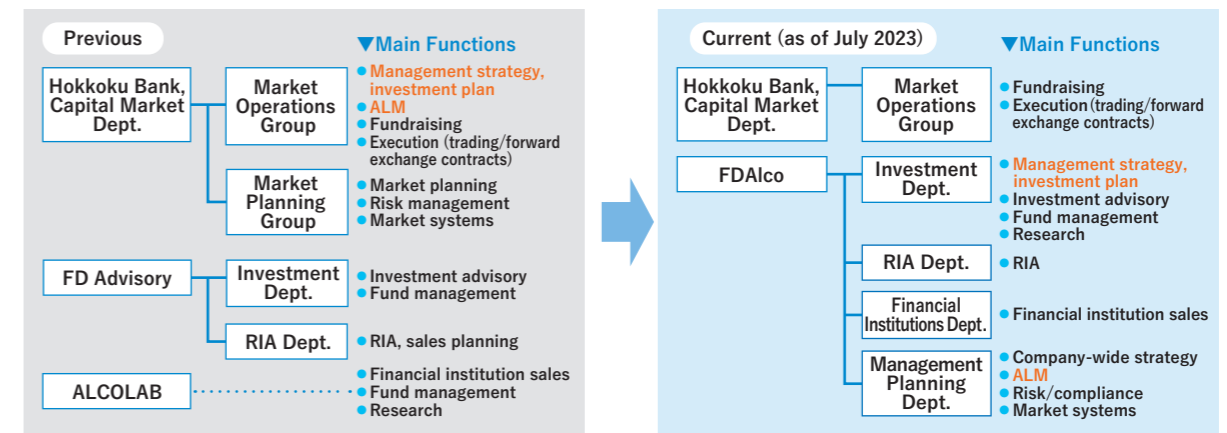 Previous
▼Main Functions
Hokkoku Bank,
Capital Market
Dept.
Market
Operations
Group
● Management strategy,
investment plan
● ALM
● Fundraising
● Execution (trading/forward
exchange contracts)
Market
Planning
Group
● Market planning
● Risk management
● Market systems
FD Advisory
Investment
Dept.
● Investment advisory
● Fund management
RIA Dept.
● RIA, sales planning
ALCOLAB
● Financial institution sales
● Fund management
● Research
Current (as of July 2023)
▼Main Functions
Hokkoku Bank,
Capital Market
Dept.
Market
Operations
Group
● Fundraising
● Execution (trading/forward
exchange contracts)
FDAlco
Investment
Dept.
● Management strategy,
investment plan
● Investment advisory
● Fund management
● Research
RIA Dept.
● RIA
Financial
Institutions Dept.
● Financial institution sales
Management
Planning
Dept.
● Company-wide strategy
● ALM
● Risk/compliance
● Market systems